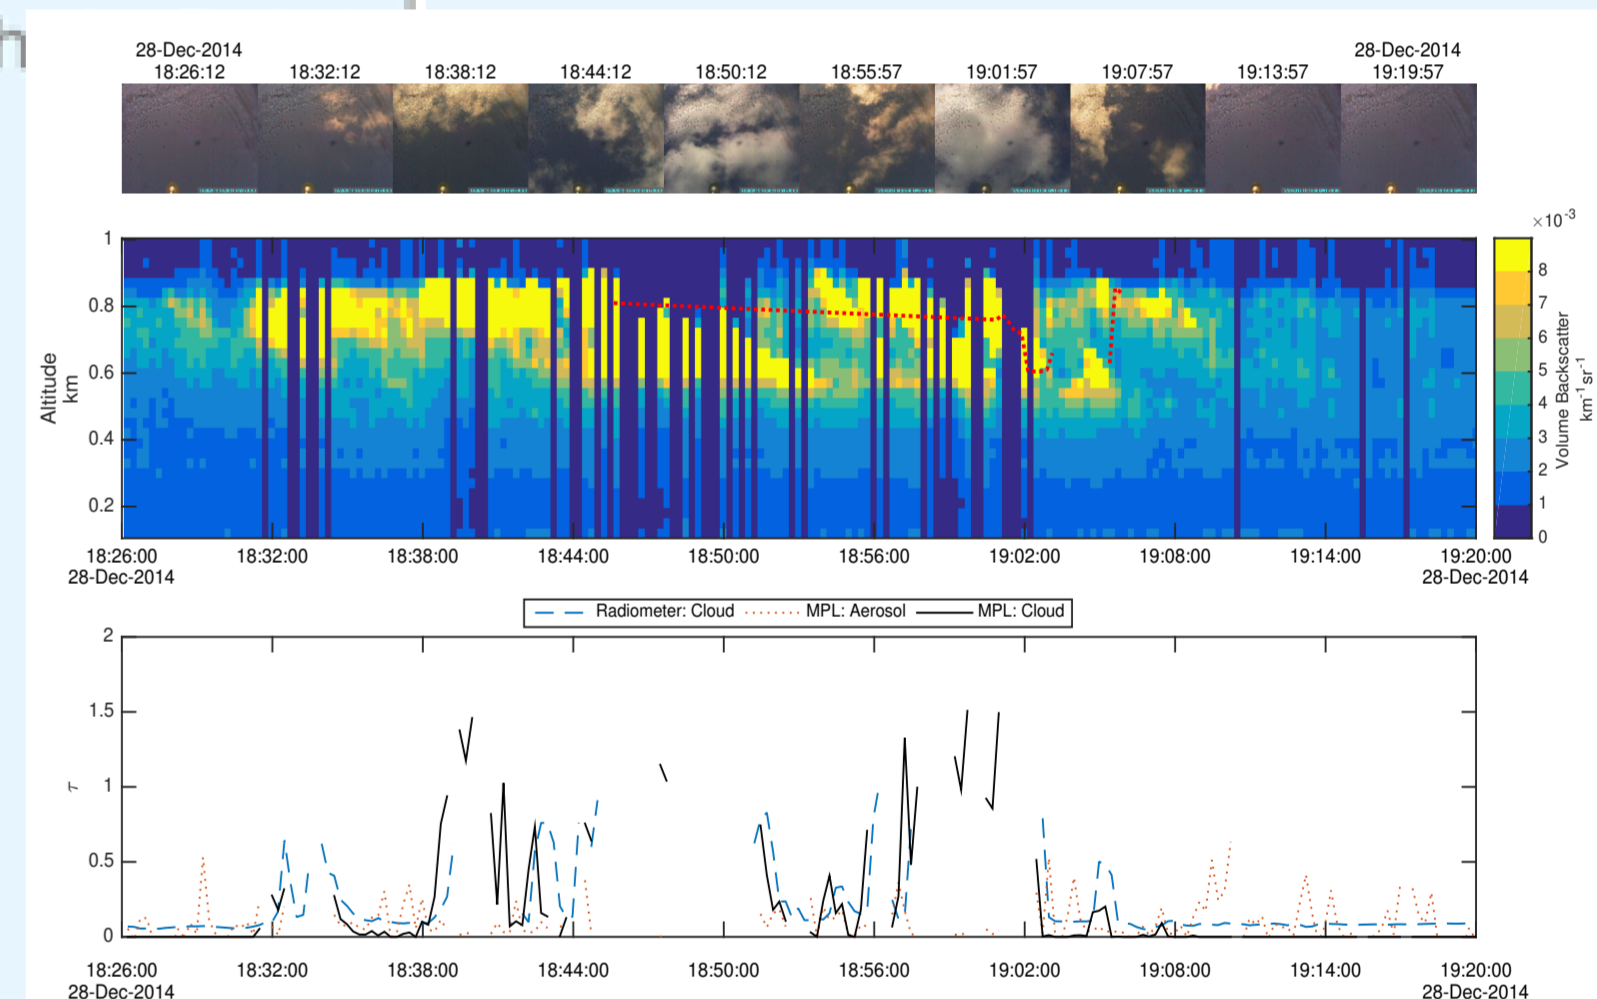 28-Dec-2014 28-Dec-2014
18:26:12 18:32:12 18:38:12 18:44:12 18:50:12 18:55:57 19:01:57 19:07:57 19:13:57 19:19:57
×10-3
1
0.8
0.6
0.4
0.2
Altitude
km
8
7
6
5
4
3
2
1
0
Volume Backscatter
km-1 sr-1
18:26:00 18:32:00 18:38:00 18:44:00 18:50:00 18:56:00 19:02:00 19:08:00 19:14:00 19:20:00
28-Dec-2014 28-Dec-2014
Radiometer: Cloud MPL: Aerosol MPL: Cloud
2
1.5
1
0.5
0
τ
18:26:00 18:32:00 18:38:00 18:44:00 18:50:00 18:56:00 19:02:00 19:08:00 19:14:00 19:20:00
28-Dec-2014 28-Dec-2014